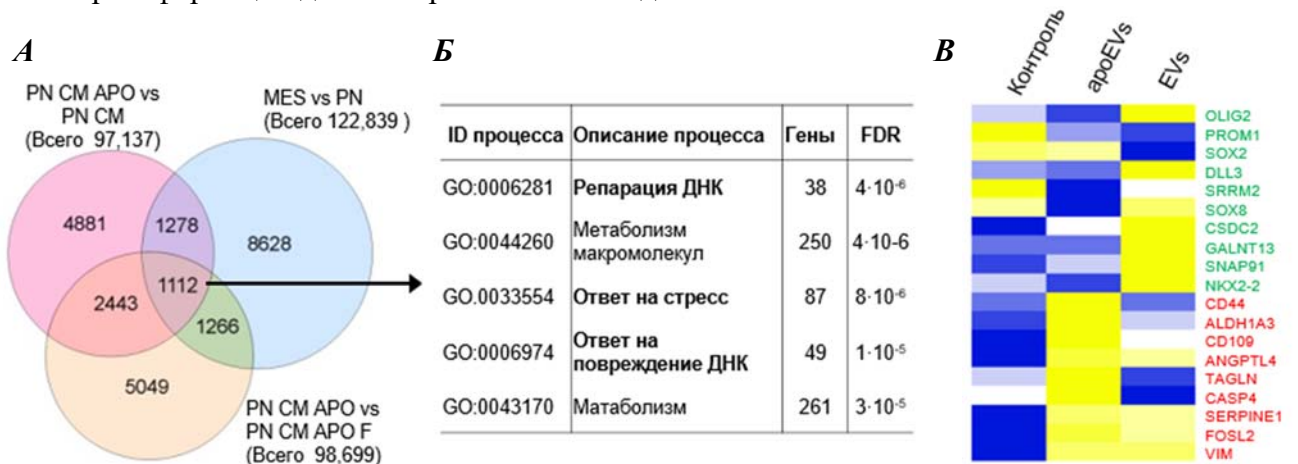 А
PN CM APO vs
PN CM
(Всего 97,137)
MES vs PN
(Всего 122,839 )
4881
1278
8628
1112
2443
1266
5049
PN CM APO vs
PN CM APO F
(Всего 98,699)
Б
ID процесса Описание процесса Гены FDR
GO:0006281 Репарация ДНК 38 4·10-6
GO:0044260 Метаболизм макромолекул 250 4·10-6
GO.0033554 Ответ на стресс 87 8·10-6
GO:0006974 Ответ на повреждение ДНК 49 1·10-5
GO:0043170 Матаболизм 261 3·10-5
В
Контроль
apoEVs
EVs
OLIG2
PROM1
SOX2
DLL3
SRRM2
SOX8
CSDC2
GALNT13
SNAP91
NKX2-2
CD44
ALDH1A3
CD109
ANGPTL4
TAGLN
CASP4
SERPINE1
FOSL2
VIM